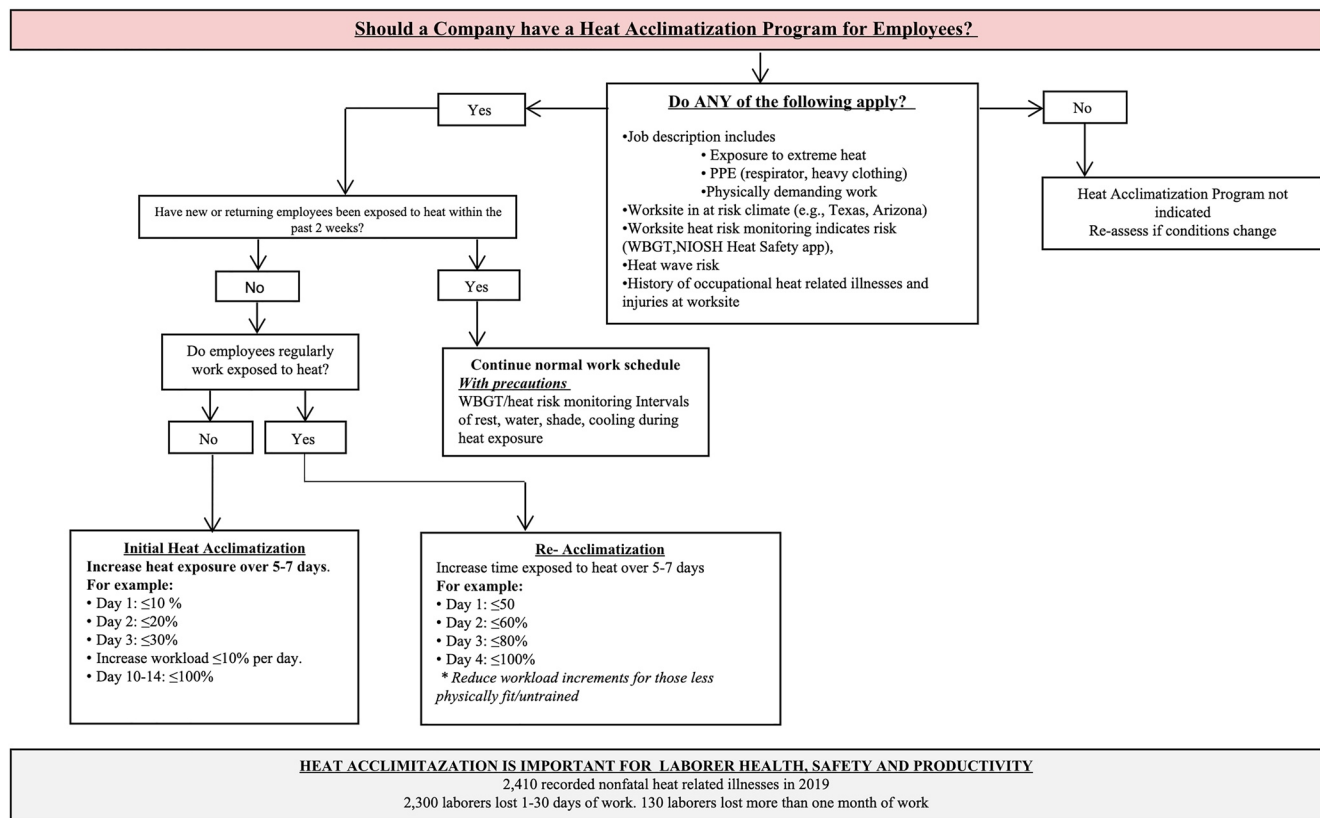 Should a Company have a Heat Acclimatization Program for Employees?
Do ANY of the following apply?
•Job description includes
• Exposure to extreme heat
• PPE (respirator, heavy clothing)
•Physically demanding work
•Worksite in at risk climate (e.g., Texas, Arizona)
•Worksite heat risk monitoring indicates risk
(WBGT,NIOSH Heat Safety app),
•Heat wave risk
•History of occupational heat related illnesses and
injuries at worksite
Yes
No
Heat Acclimatization Program not
indicated
Re-assess if conditions change
Have new or returning employees been exposed to heat within the
past 2 weeks?
No
Yes
Do employees regularly
work exposed to heat?
Continue normal work schedule
With precautions
WBGT/heat risk monitoring Intervals
of rest, water, shade, cooling during
heat exposure
No
Yes
Initial Heat Acclimatization
Increase heat exposure over 5-7 days.
For example:
• Day 1: ≤10 %
• Day 2: ≤20%
• Day 3: ≤30%
• Increase workload ≤10% per day.
• Day 10-14: ≤100%
Re- Acclimatization
Increase time exposed to heat over 5-7 days
For example:
• Day 1: ≤50
• Day 2: ≤60%
• Day 3: ≤80%
• Day 4: ≤100%
* Reduce workload increments for those less
physically fit/untrained
HEAT ACCLIMITAZATION IS IMPORTANT FOR LABORER HEALTH, SAFETY AND PRODUCTIVITY
2,410 recorded nonfatal heat related illnesses in 2019
2,300 laborers lost 1-30 days of work. 130 laborers lost more than one month of work